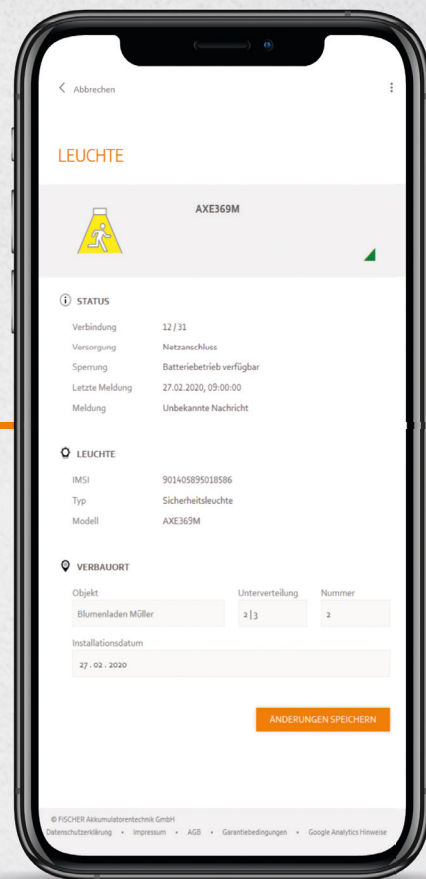 Abbrechen
LEUCHTE
AXE369M
STATUS
Verbindung 12 / 31
Versorgung Netzanschluss
Sperrung Batteriebetrieb verfügbar
Letzte Meldung 27.02.2020, 09:00:00
Meldung Unbekannte Nachricht
LEUCHTE
IMSI 901405895018586
Typ Sicherheitsleuchte
Modell AXE369M
VERBAUORT
Objekt Unterverteilung Nummer
Blumenladen Müller 2|3 2
Installationsdatum
27 . 02 . 2020
ÄNDERUNGEN SPEICHERN
© FiSCHER Akkumulatorentechnik GmbH
Datenschutzerklärung • Impressum • AGB • Garantiebedingungen • Google Analytics Hinweise